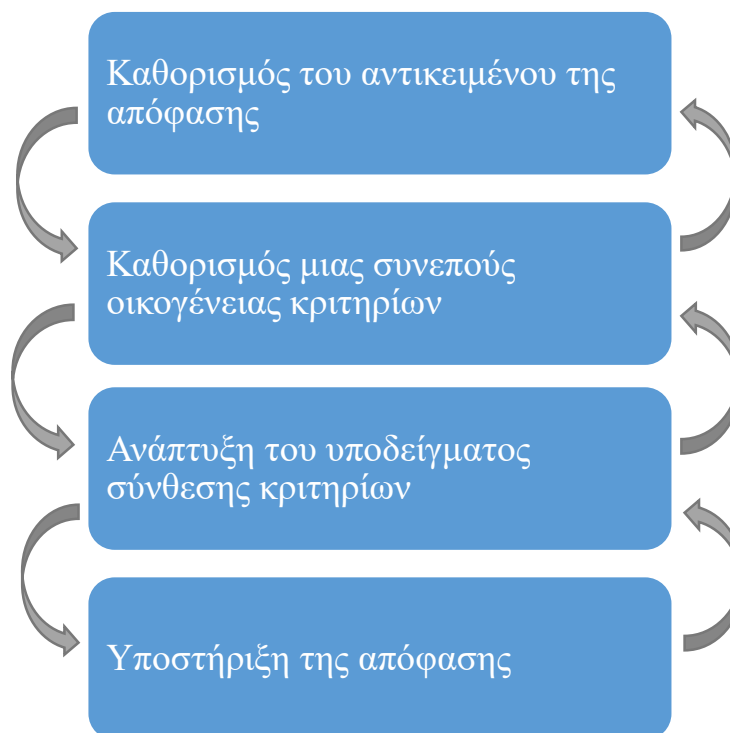 Καθορισμός του αντικειμένου της
απόφασης
Καθορισμός μιας συνεπούς
οικογένειας κριτηρίων
Ανάπτυξη του υποδείγματος
σύνθεσης κριτηρίων
Υποστήριξη της απόφασης